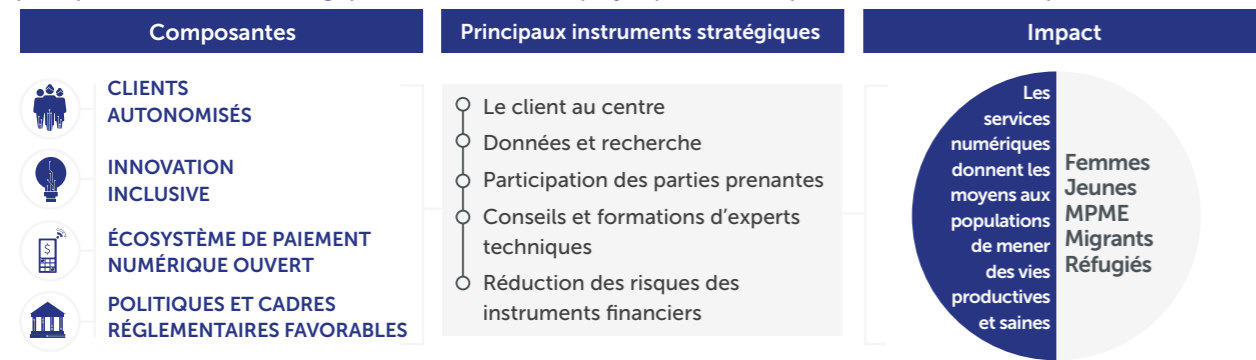 Composantes
CLIENTS
AUTONOMISÉS
INNOVATION
INCLUSIVE
ÉCOSYSTÈME DE PAIEMENT
NUMÉRIQUE OUVERT
POLITIQUES ET CADRES
RÉGLEMENTAIRES FAVORABLES
Principaux instruments stratégiques
Le client au centre
Données et recherche
Participation des parties prenantes
Conseils et formations d’experts
techniques
Réduction des risques des
instruments financiers
Impact
Les
services
numériques
donnent les
moyens aux
populations
de mener
des vies
productives
et saines
Femmes
Jeunes
MPME
Migrants
Réfugiés